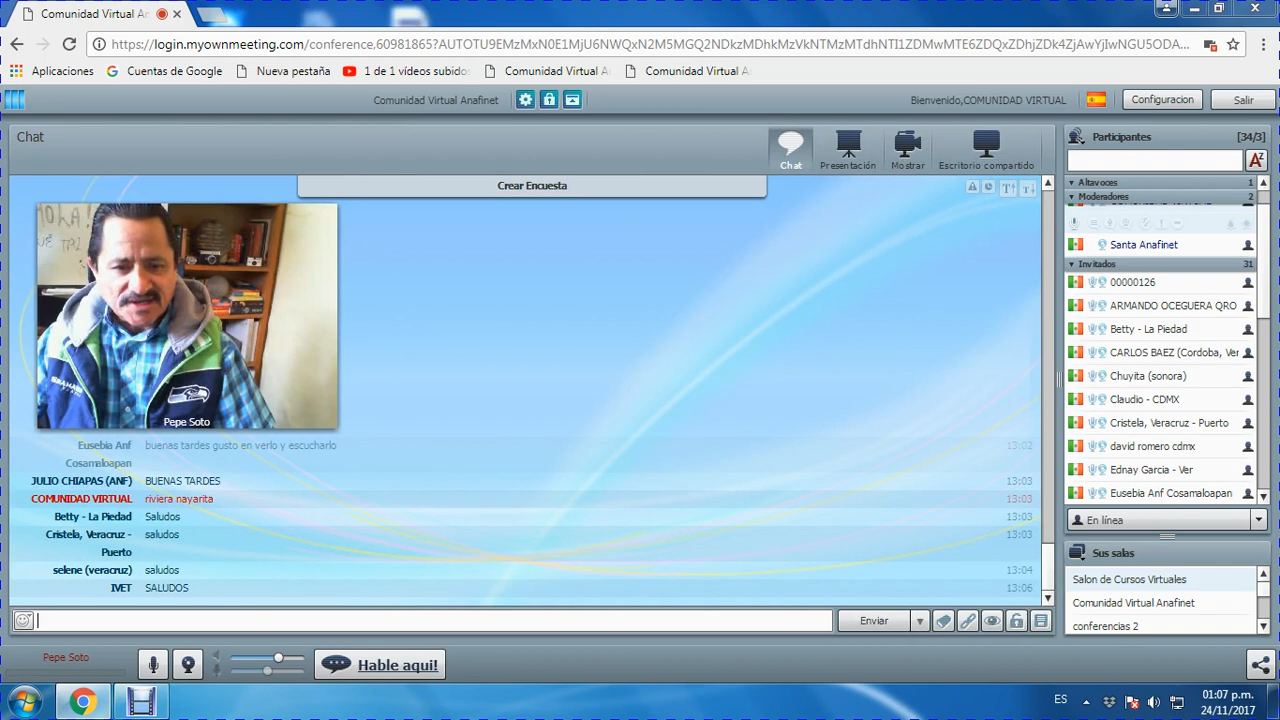 Comunidad Virtual An
https://login.myownmeeting.com/conference,60981865?AUTOTU9EMzMxN0E1MjU6NWQxN2M5MGQ2NDkzMDhkMzVkNTMzMTdhNTI1ZDMwMTE6ZDQxZDhjZDk4ZjAwYjIwNGU5ODA...
Aplicaciones
Cuentas de Google
Nueva pestaña
1 de 1 vídeos subidos
Comunidad Virtual A
Comunidad Virtual A
Comunidad Virtual Anafinet
Bienvenido,COMUNIDAD VIRTUAL
Configuracion
Salir
Chat
Chat
Presentación
Mostrar
Escritorio compartido
Crear Encuesta
HOLA!
Pepe Soto
Eusebia Anf Cosamaloapan
buenas tardes gusto en verlo y escucharlo
13:02
JULIO CHIAPAS (ANF)
BUENAS TARDES
13:03
COMUNIDAD VIRTUAL
riviera nayarita
13:03
Betty - La Piedad
Saludos
13:03
Cristela, Veracruz - Puerto
saludos
13:03
selene (veracruz)
saludos
13:04
IVET
SALUDOS
13:06
Enviar
Participantes
[34/3]
Altavoces
1
Moderadores
2
Santa Anafinet
Invitados
31
00000126
ARMANDO OCEGUERA QRO
Betty - La Piedad
CARLOS BAEZ (Cordoba, Ver
Chuyita (sonora)
Claudio - CDMX
Cristela, Veracruz - Puerto
david romero cdmx
Ednay Garcia - Ver
Eusebia Anf Cosamaloapan
En línea
Sus salas
Salon de Cursos Virtuales
Comunidad Virtual Anafinet
conferencias 2
Pepe Soto
Hable aqui!
ES
01:07 p.m.
24/11/2017